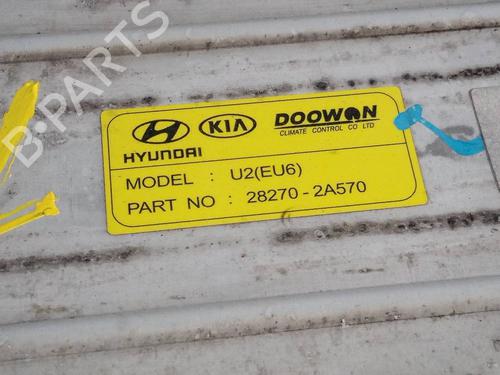 B-PARTS
HYUNDAI KIA DOOWON
CLIMATE CONTROL CO LTD
MODEL : U2(EU6)
PART NO : 28270-2A570